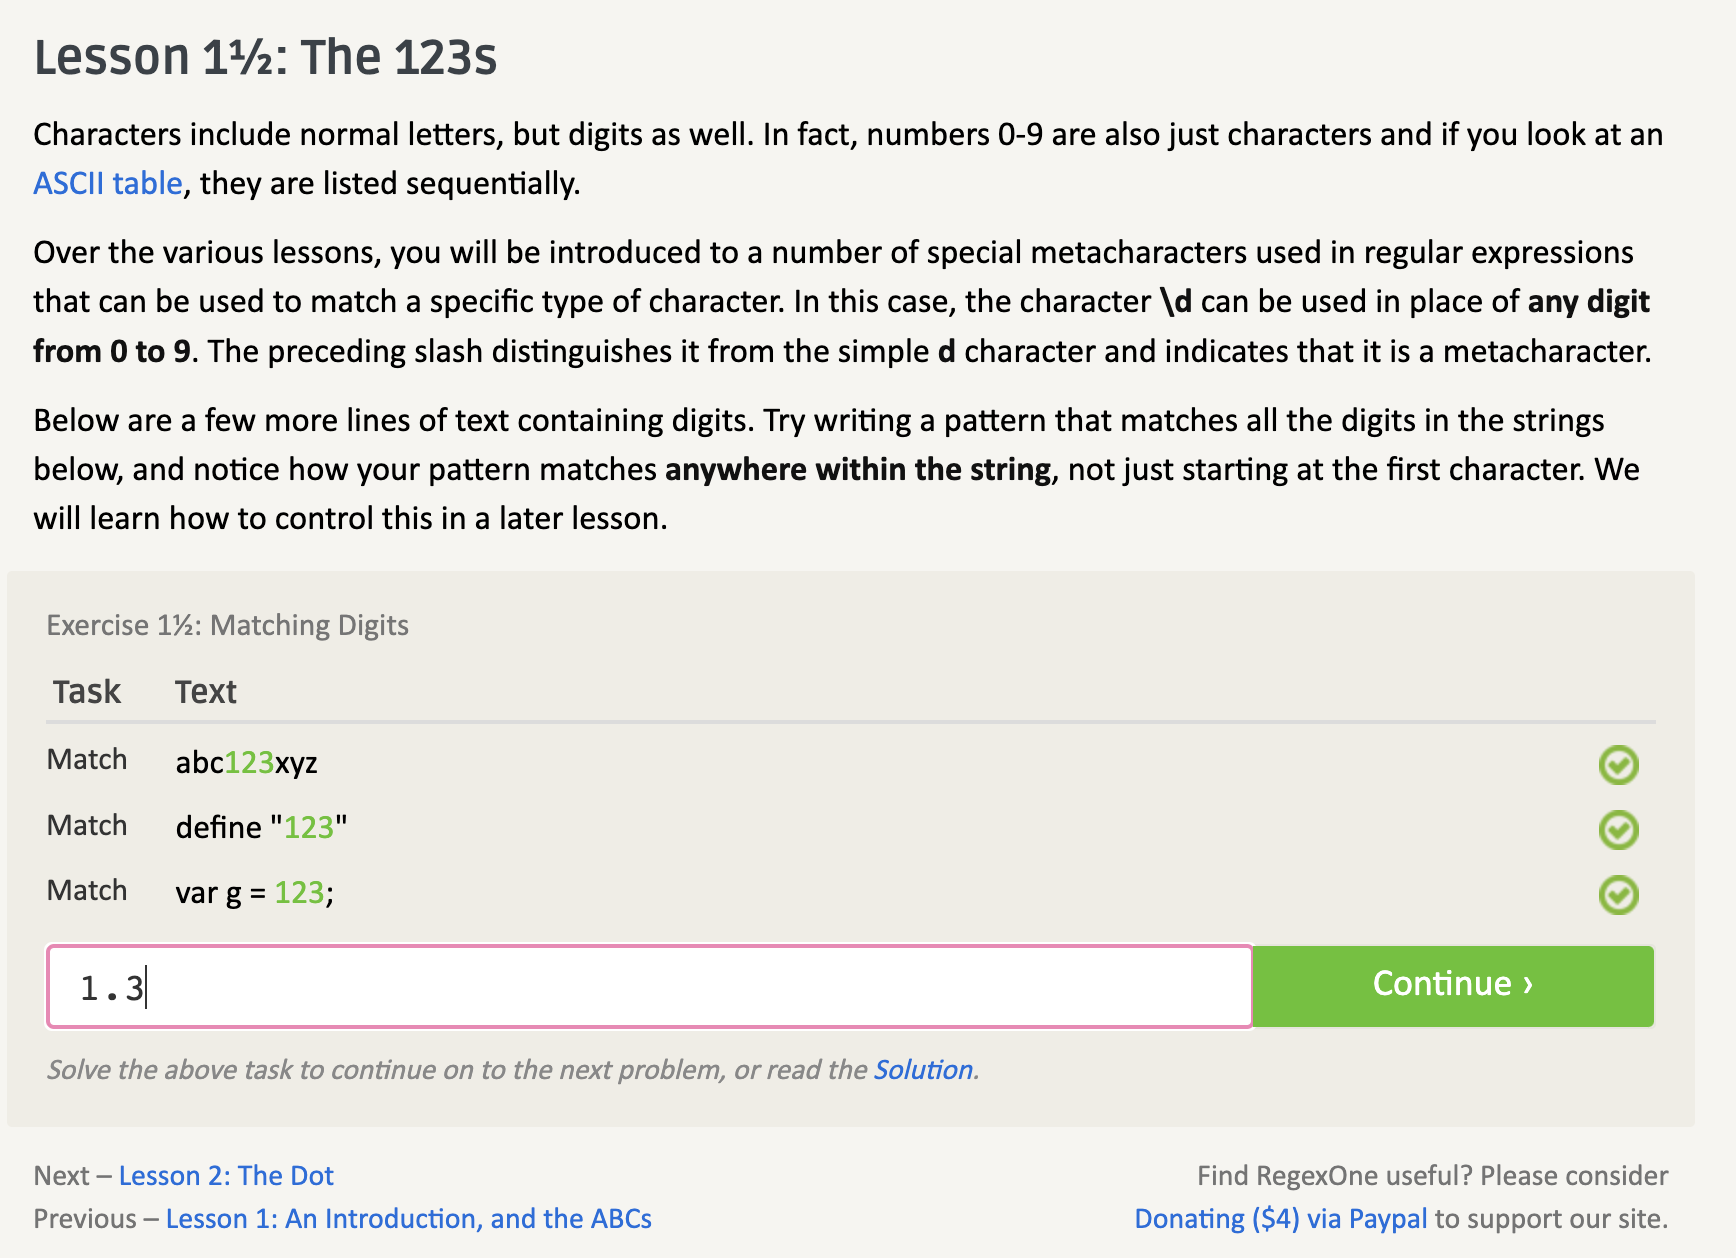 Lesson 1½: The 123s
Characters include normal letters, but digits as well. In fact, numbers 0-9 are also just characters and if you look at an
ASCII table, they are listed sequentially.
Over the various lessons, you will be introduced to a number of special metacharacters used in regular expressions
that can be used to match a specific type of character. In this case, the character \d can be used in place of any digit
from 0 to 9. The preceding slash distinguishes it from the simple d character and indicates that it is a metacharacter.
Below are a few more lines of text containing digits. Try writing a pattern that matches all the digits in the strings
below, and notice how your pattern matches anywhere within the string, not just starting at the first character. We
will learn how to control this in a later lesson.
Exercise 1½: Matching Digits
Task Text
Match abc123xyz
Match define "123"
Match var g = 123;
1.3
Continue ›
Solve the above task to continue on to the next problem, or read the Solution.
Next – Lesson 2: The Dot
Previous – Lesson 1: An Introduction, and the ABCs
Find RegexOne useful? Please consider
Donating ($4) via Paypal to support our site.